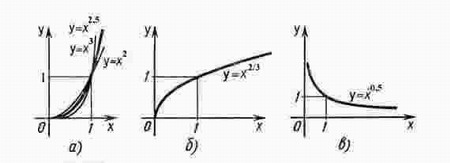 y
y=x^2,5
y=x^3
y=x^2
1
0
1
x
а)
y
y=x^2/3
1
0
1
x
б)
y
y=x^-0,5
1
0
1
x
в)